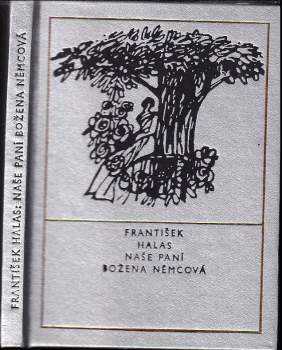 FRANTIŠEK HALAS: NAŠE PANÍ BOŽENA NĚMCOVÁ
FRANTIŠEK
HALAS
NAŠE PANÍ
BOŽENA NĚMCOVÁ